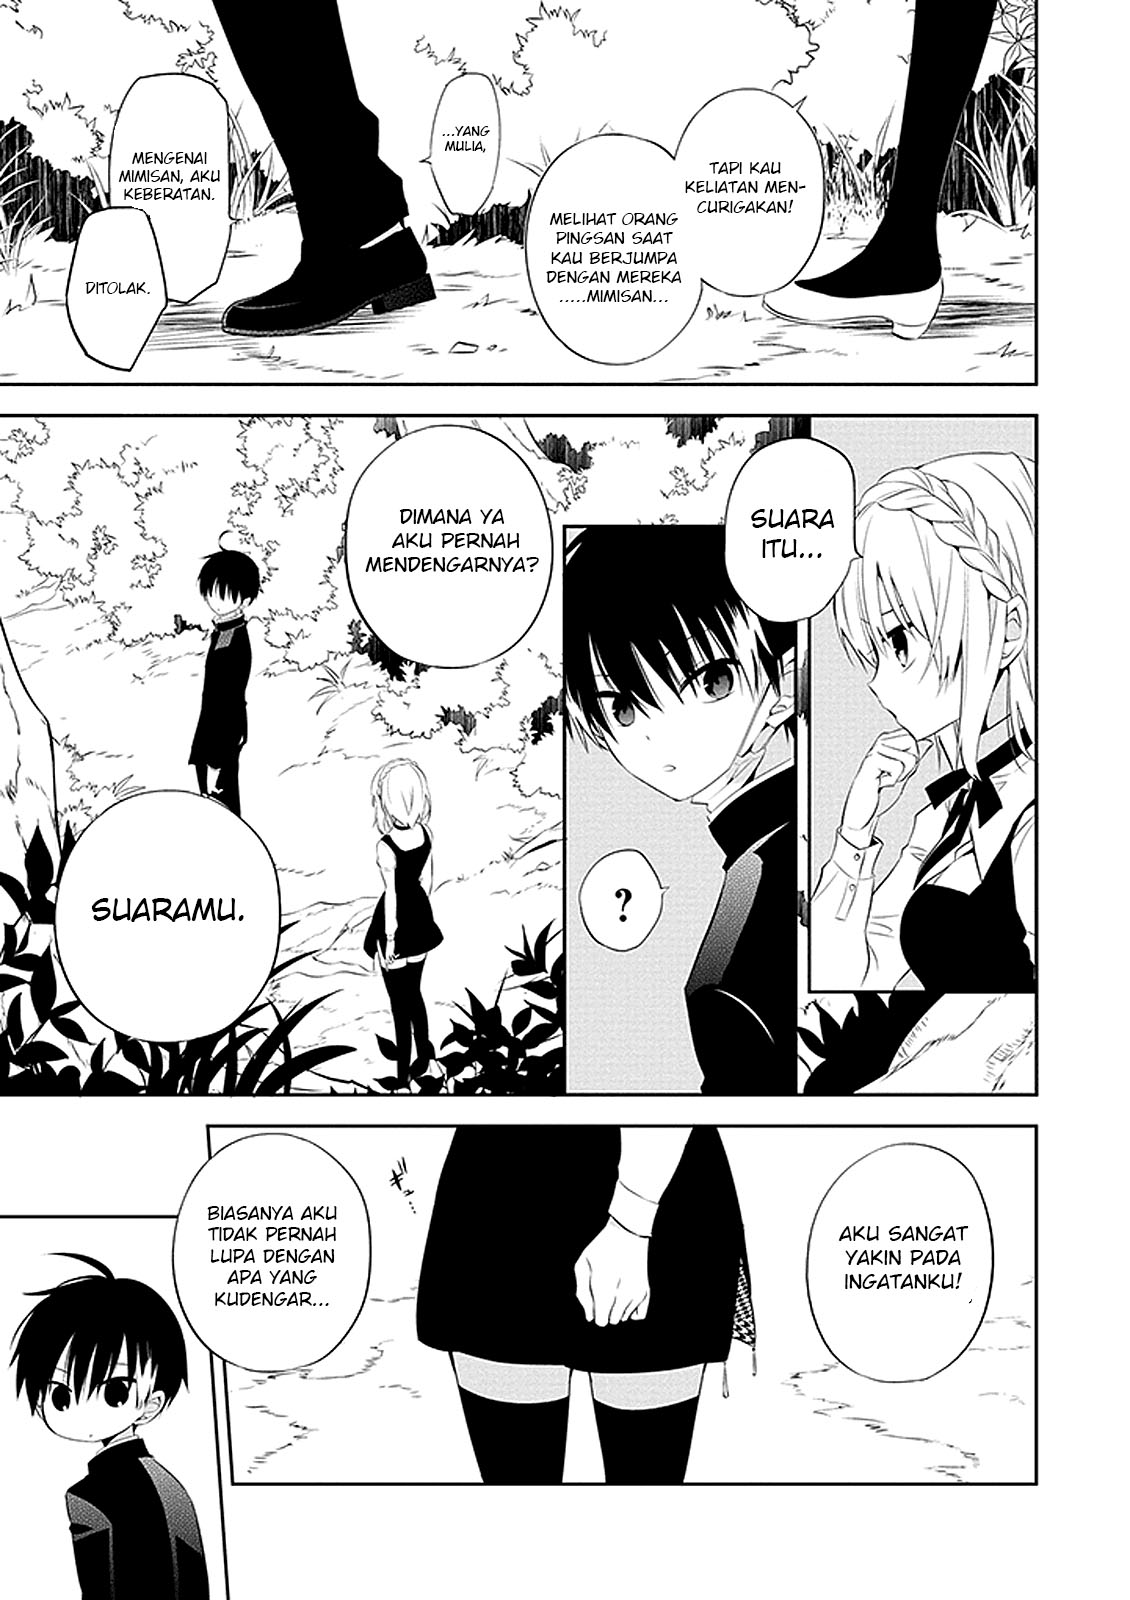 TAPI KAU
KELIATAN MEN-
CURIGAKAN!
MELIHAT ORANG
PINGSAN SAAT
KAU BERJUMPA
DENGAN MEREKA
.....MIMISAN...
...YANG
MULIA,
MENGENAI
MIMISAN, AKU
KEBERATAN.
DITOLAK.
SUARA
ITU...
?
DIMANA YA
AKU PERNAH
MENDENGARNYA?
SUARAMU.
AKU SANGAT
YAKIN PADA
INGATANKU!
ギュ...
BIASANYA AKU
TIDAK PERNAH
LUPA DENGAN
APA YANG
KUDENGAR...